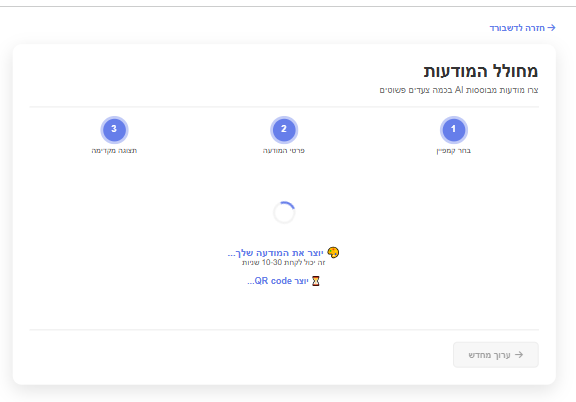 חזרה לדשבורד →
מחולל המודעות
צרו מודעות מבוססות AI בכמה צעדים פשוטים
1
2
3
בחר קמפיין
פרטי המודעה
תצוגה מקדימה
🎨 יוצר את המודעה שלך...
זה יכול לקחת 10-30 שניות
⏳ יוצר QR code...
→ ערוך מחדש